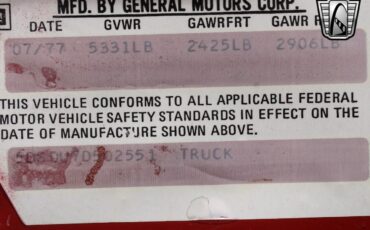 MFD. BY GENERAL MOTORS CORP.
DATE GVWR GAWRFRT GAWR
07/77 5331LB 2425LB 2906LB
THIS VEHICLE CONFORMS TO ALL APPLICABLE FEDERAL
MOTOR VEHICLE SAFETY STANDARDS IN EFFECT ON THE
DATE OF MANUFACTURE SHOWN ABOVE.
TRUCK